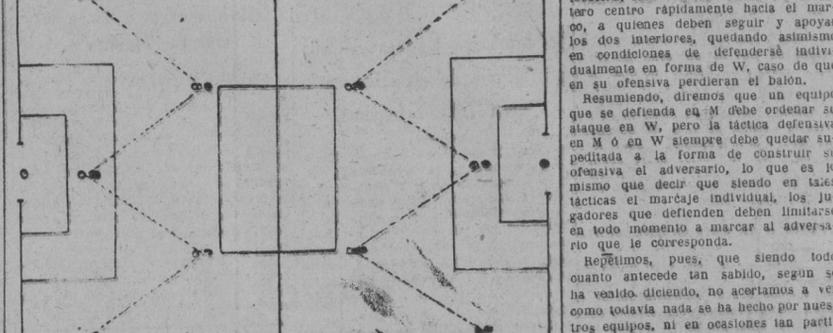 tero centro rápidamente hacia el mar-
co, a quienes deben seguir y apoyar
los dos interiores, quedando asimismo
en condiciones de defenderse indivi-
dualmente en forma de W, caso de que
en su ofensiva perdieran el balón.
Resumiendo, diremos que un equipo
que se defienda en M debe ordenar su
ataque en W, pero la táctica defensiva
en M ó en W siempre debe quedar su-
peditada a la forma de construir su
ofensiva el adversario, lo que es lo
mismo que decir que siendo en tales
tácticas el marcaje individual, los ju-
gadores que defienden deben limitarse
en todo momento a marcar al adversa-
rio que le corresponda.
Repetimos, pues, que siendo todo
cuanto antecede tan sabido, según se
ha venido diciendo, no acertamos a ver
como todavía nada se ha hecho por nues-
tros equipos, ni en ocasiones tan parti-